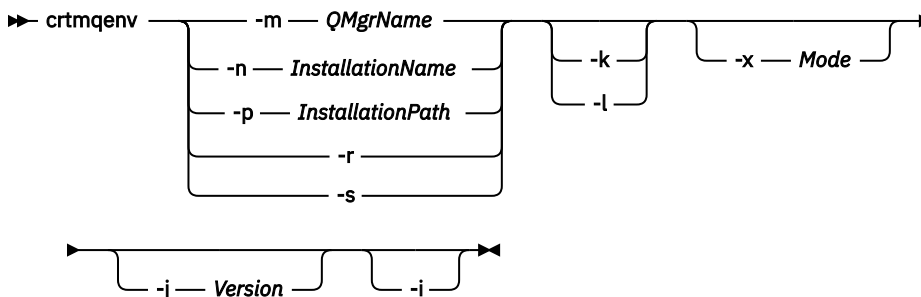 crtmqenv -m QMgrName
-n InstallationName
-p InstallationPath
-r
-s
-k
-l
-x Mode
-j Version
-i